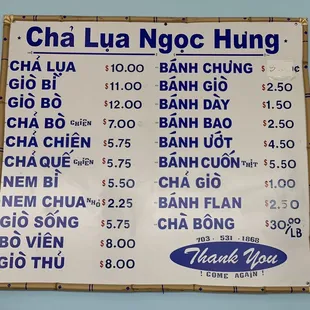 Chả Lụa Ngọc Hưng
CHẢ LỤA $10.00
GIÒ BÌ $11.00
GIÒ BÒ $12.00
CHẢ BÒ CHIÊN $7.00
CHẢ CHIÊN $5.75
CHẢ QUẾ CHIÊN $5.75
NEM BÌ $5.50
NEM CHUA NHỎ $2.25
GIÒ SỐNG $5.75
BÒ VIÊN $8.00
GIÒ THỦ $8.00
BÁNH CHƯNG $
BÁNH GIÒ $2.50
BÁNH DÀY $1.50
BÁNH BAO $2.50
BÁNH ƯỚT $4.50
BÁNH CUỐN THỊT $5.50
CHẢ GIÒ $1.00
BÁNH FLAN $2.50
CHÀ BÔNG $30.00/LB
703-531-1868
Thank You
! COME AGAIN !